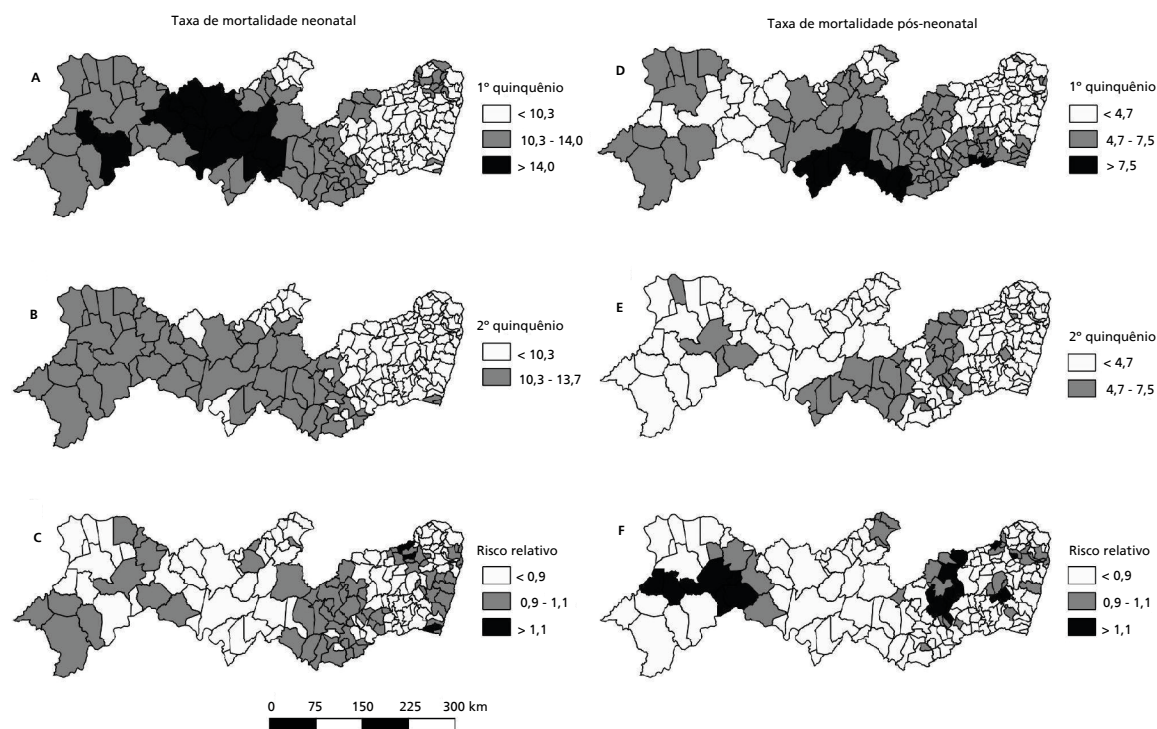 Taxa de mortalidade neonatal
A
1º quinquênio
< 10,3
10,3 - 14,0
> 14,0
B
2º quinquênio
< 10,3
10,3 - 13,7
C
Risco relativo
< 0,9
0,9 - 1,1
> 1,1
0 75 150 225 300 km
Taxa de mortalidade pós-neonatal
D
1º quinquênio
< 4,7
4,7 - 7,5
> 7,5
E
2º quinquênio
< 4,7
4,7 - 7,5
F
Risco relativo
< 0,9
0,9 - 1,1
> 1,1